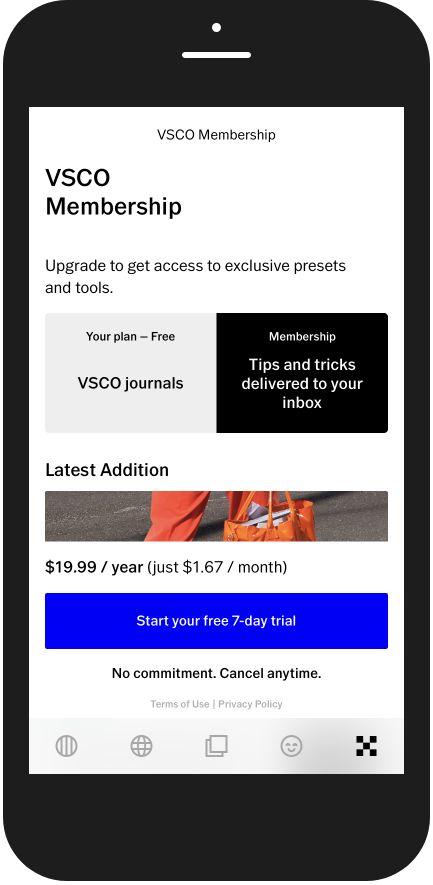 VSCO Membership
VSCO
Membership
Upgrade to get access to exclusive presets
and tools.
Your plan – Free
VSCO journals
Membership
Tips and tricks
delivered to your
inbox
Latest Addition
$19.99 / year (just $1.67 / month)
Start your free 7-day trial
No commitment. Cancel anytime.
Terms of Use | Privacy Policy